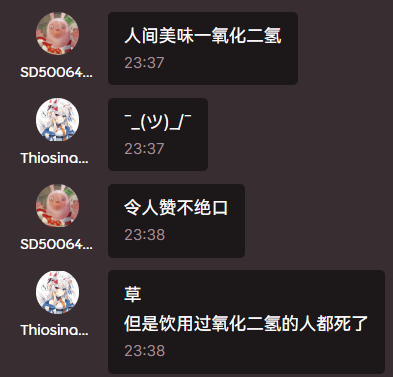 SD50064...
人间美味一氧化二氢
23:37
Thiosina...
¯_(ツ)_/¯
23:37
SD50064...
令人赞不绝口
23:38
Thiosina...
草
但是饮用过氧化二氢的人都死了
23:38